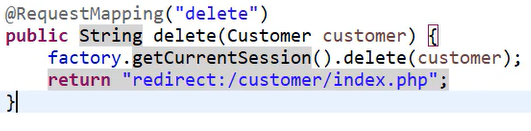 @RequestMapping("delete")
public String delete(Customer customer) {
    factory.getCurrentSession().delete(customer);
    return "redirect:/customer/index.php";
}